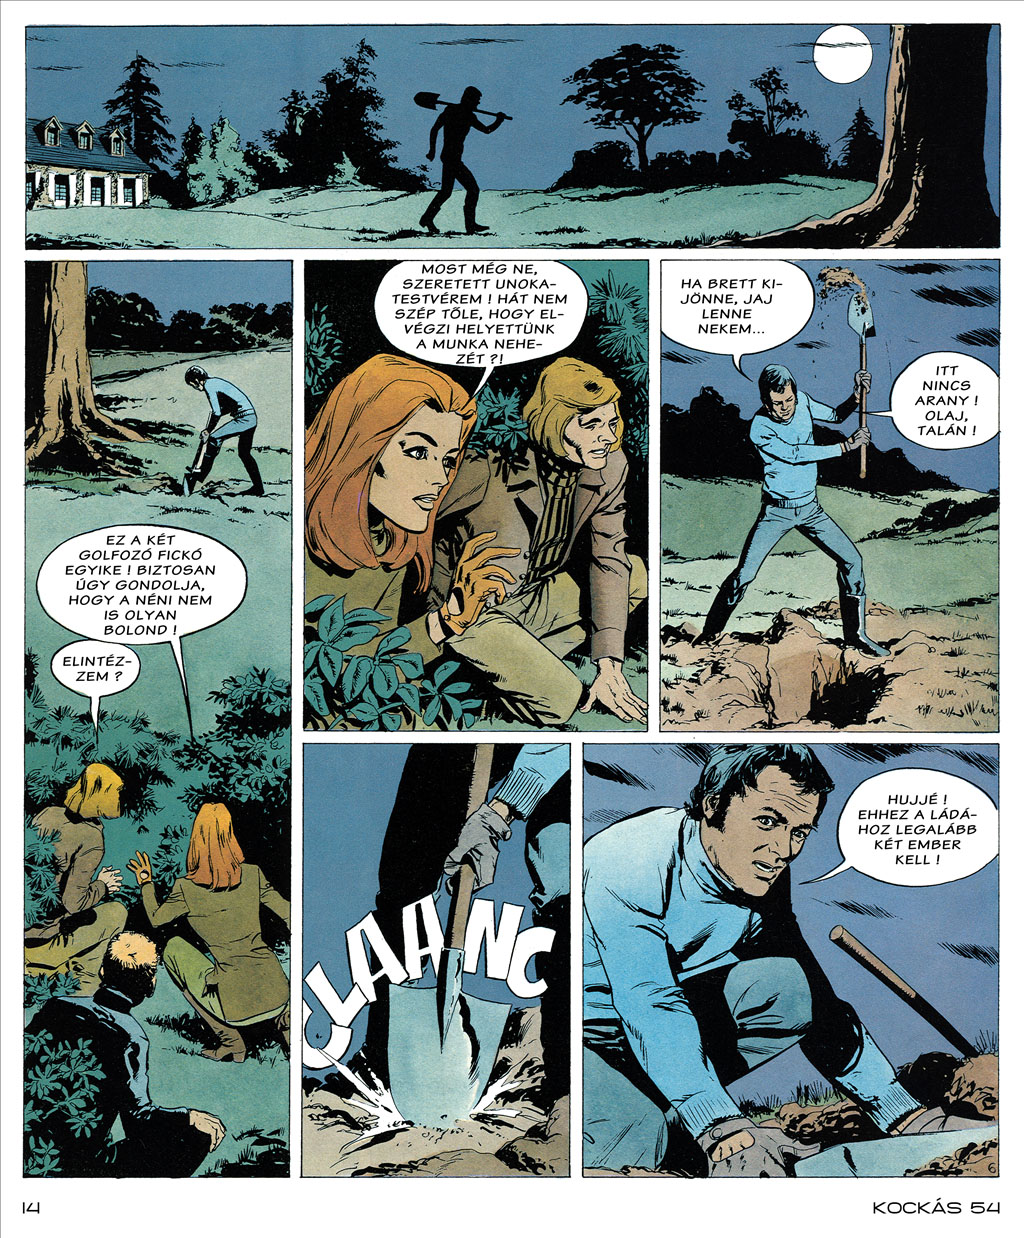 EZ A KÉT
GOLFOZÓ FICKÓ
EGYIKE ! BIZTOSAN
ÚGY GONDOLJA,
HOGY A NÉNI NEM
IS OLYAN
BOLOND !
ELINTÉZ-
ZEM ?
MOST MÉG NE,
SZERETETT UNOKA-
TESTVÉREM ! HÁT NEM
SZÉP TŐLE, HOGY EL-
VÉGZI HELYETTÜNK
A MUNKA NEHE-
ZÉT ?!
HA BRETT KI-
JÖNNE, JAJ
LENNE
NEKEM...
ITT
NINCS
ARANY !
OLAJ,
TALÁN !
CLAAANC
HUJJÉ !
EHHEZ A LÁDÁ-
HOZ LEGALÁBB
KÉT EMBER
KELL !
6
14
KOCKÁS 54